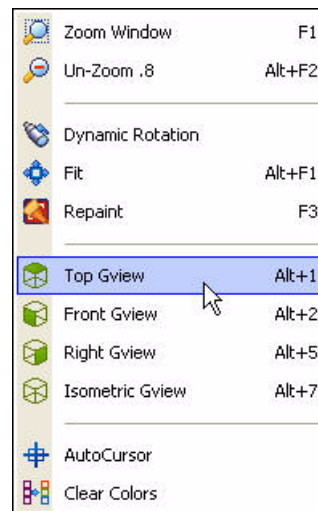 Zoom Window F1
Un-Zoom .8 Alt+F2
Dynamic Rotation
Fit Alt+F1
Repaint F3
Top Gview Alt+1
Front Gview Alt+2
Right Gview Alt+5
Isometric Gview Alt+7
AutoCursor
Clear Colors